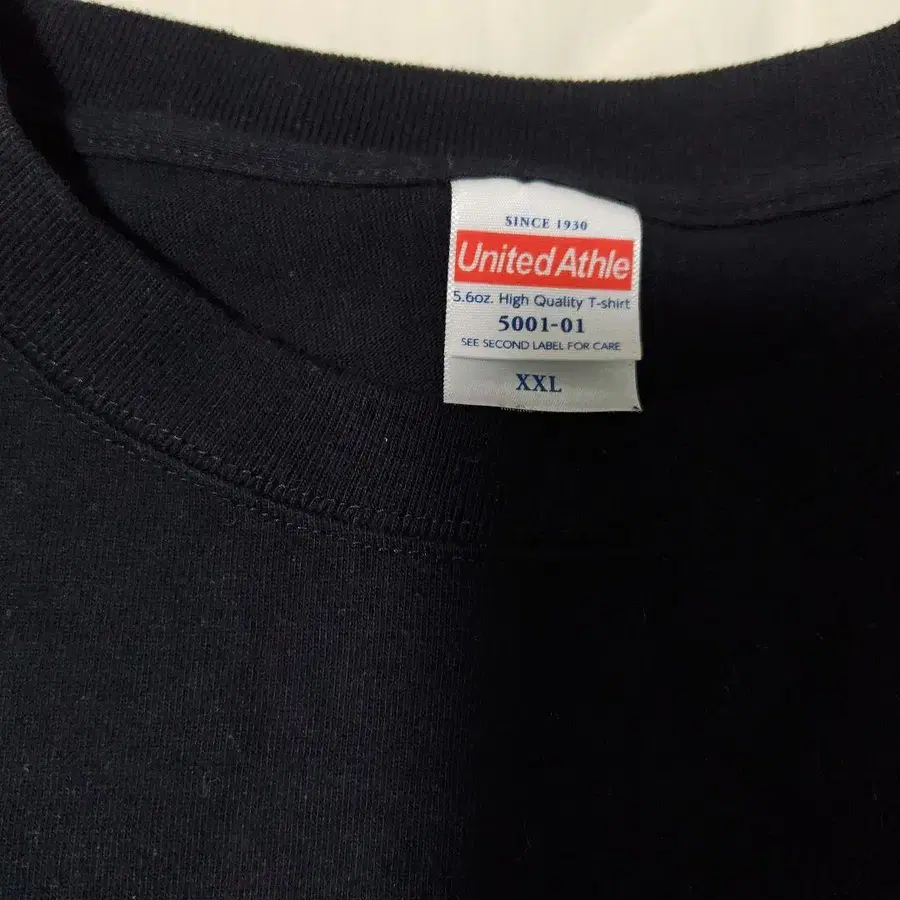 SINCE 1930
United Athle
5.6oz. High Quality T-shirt
5001-01
SEE SECOND LABEL FOR CARE
XXL